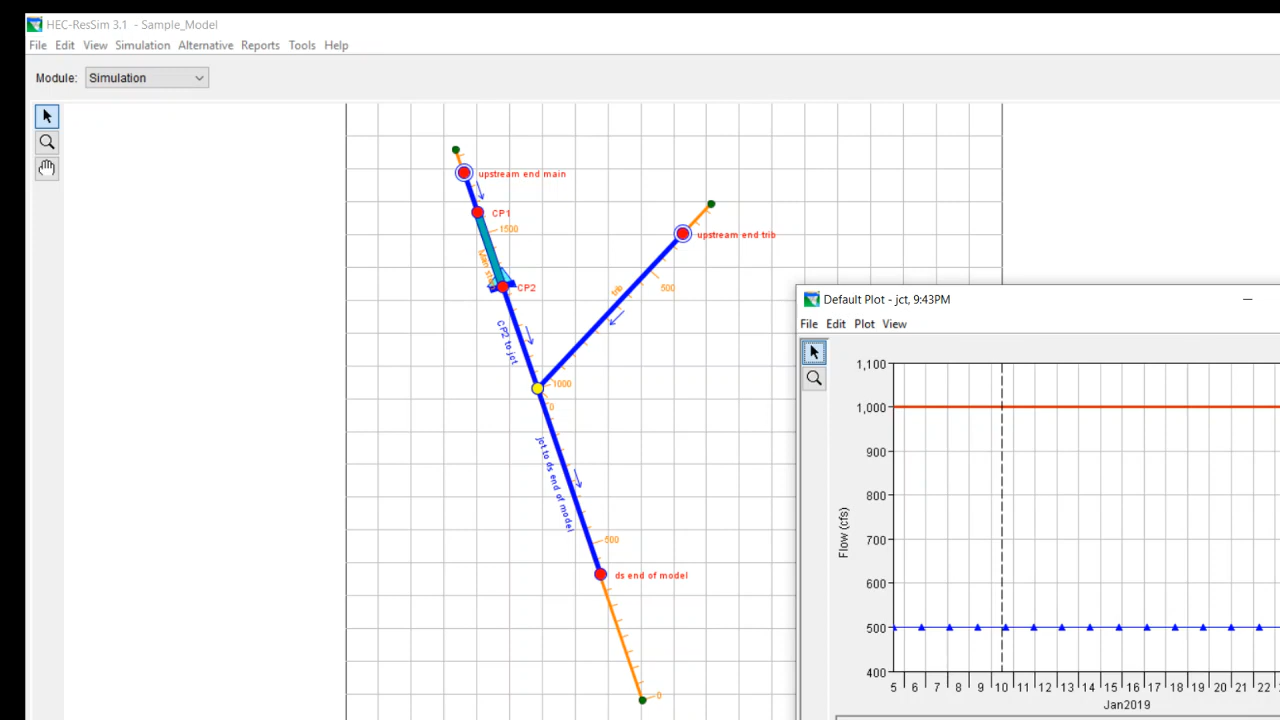 HEC-ResSim 3.1 - Sample_Model
File Edit View Simulation Alternative Reports Tools Help
Module: Simulation
upstream end main
CP1
1500
CP2
CP2 to jct
upstream end trib
500
trib
1000
0
jct to ds end of model
500
ds end of model
0
Default Plot - jct, 9:43PM
File Edit Plot View
1,100
1,000
900
800
700
600
500
400
Flow (cfs)
5 6 7 8 9 10 11 12 13 14 15 16 17 18 19 20 21 22
Jan2019